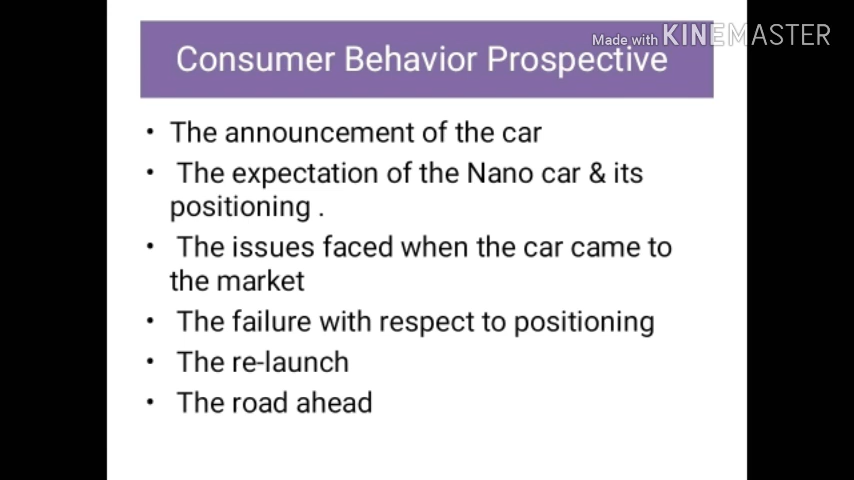 Made with KINEMASTER
Consumer Behavior Prospective
• The announcement of the car
• The expectation of the Nano car & its
positioning .
• The issues faced when the car came to
the market
• The failure with respect to positioning
• The re-launch
• The road ahead